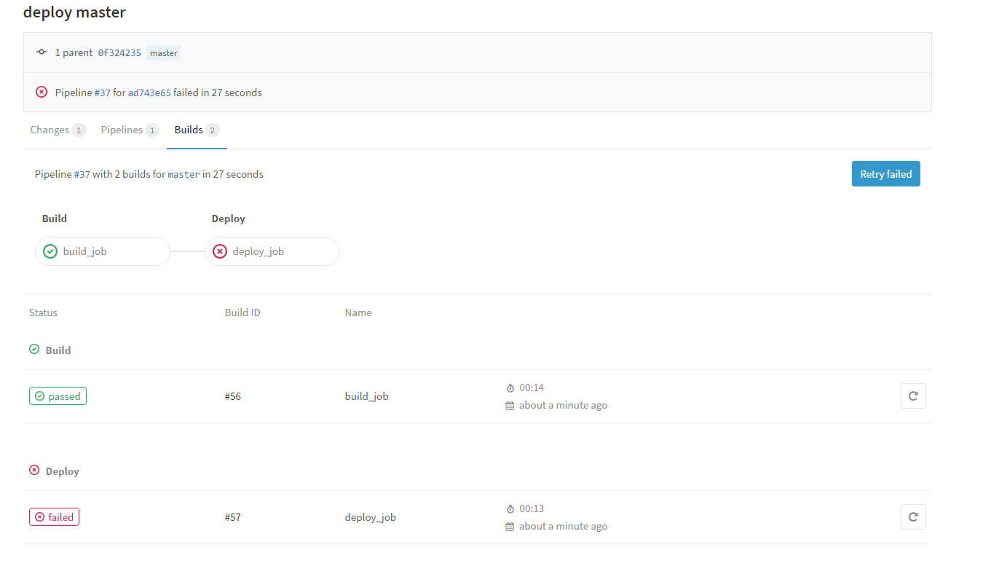 deploy master
1 parent 0f324235 master
Pipeline #37 for ad743e65 failed in 27 seconds
Changes 1 Pipelines 1 Builds 2
Pipeline #37 with 2 builds for master in 27 seconds Retry failed
Build Deploy
build_job deploy_job
Status Build ID Name
Build
passed #56 build_job 00:14
about a minute ago
Deploy
failed #57 deploy_job 00:13
about a minute ago